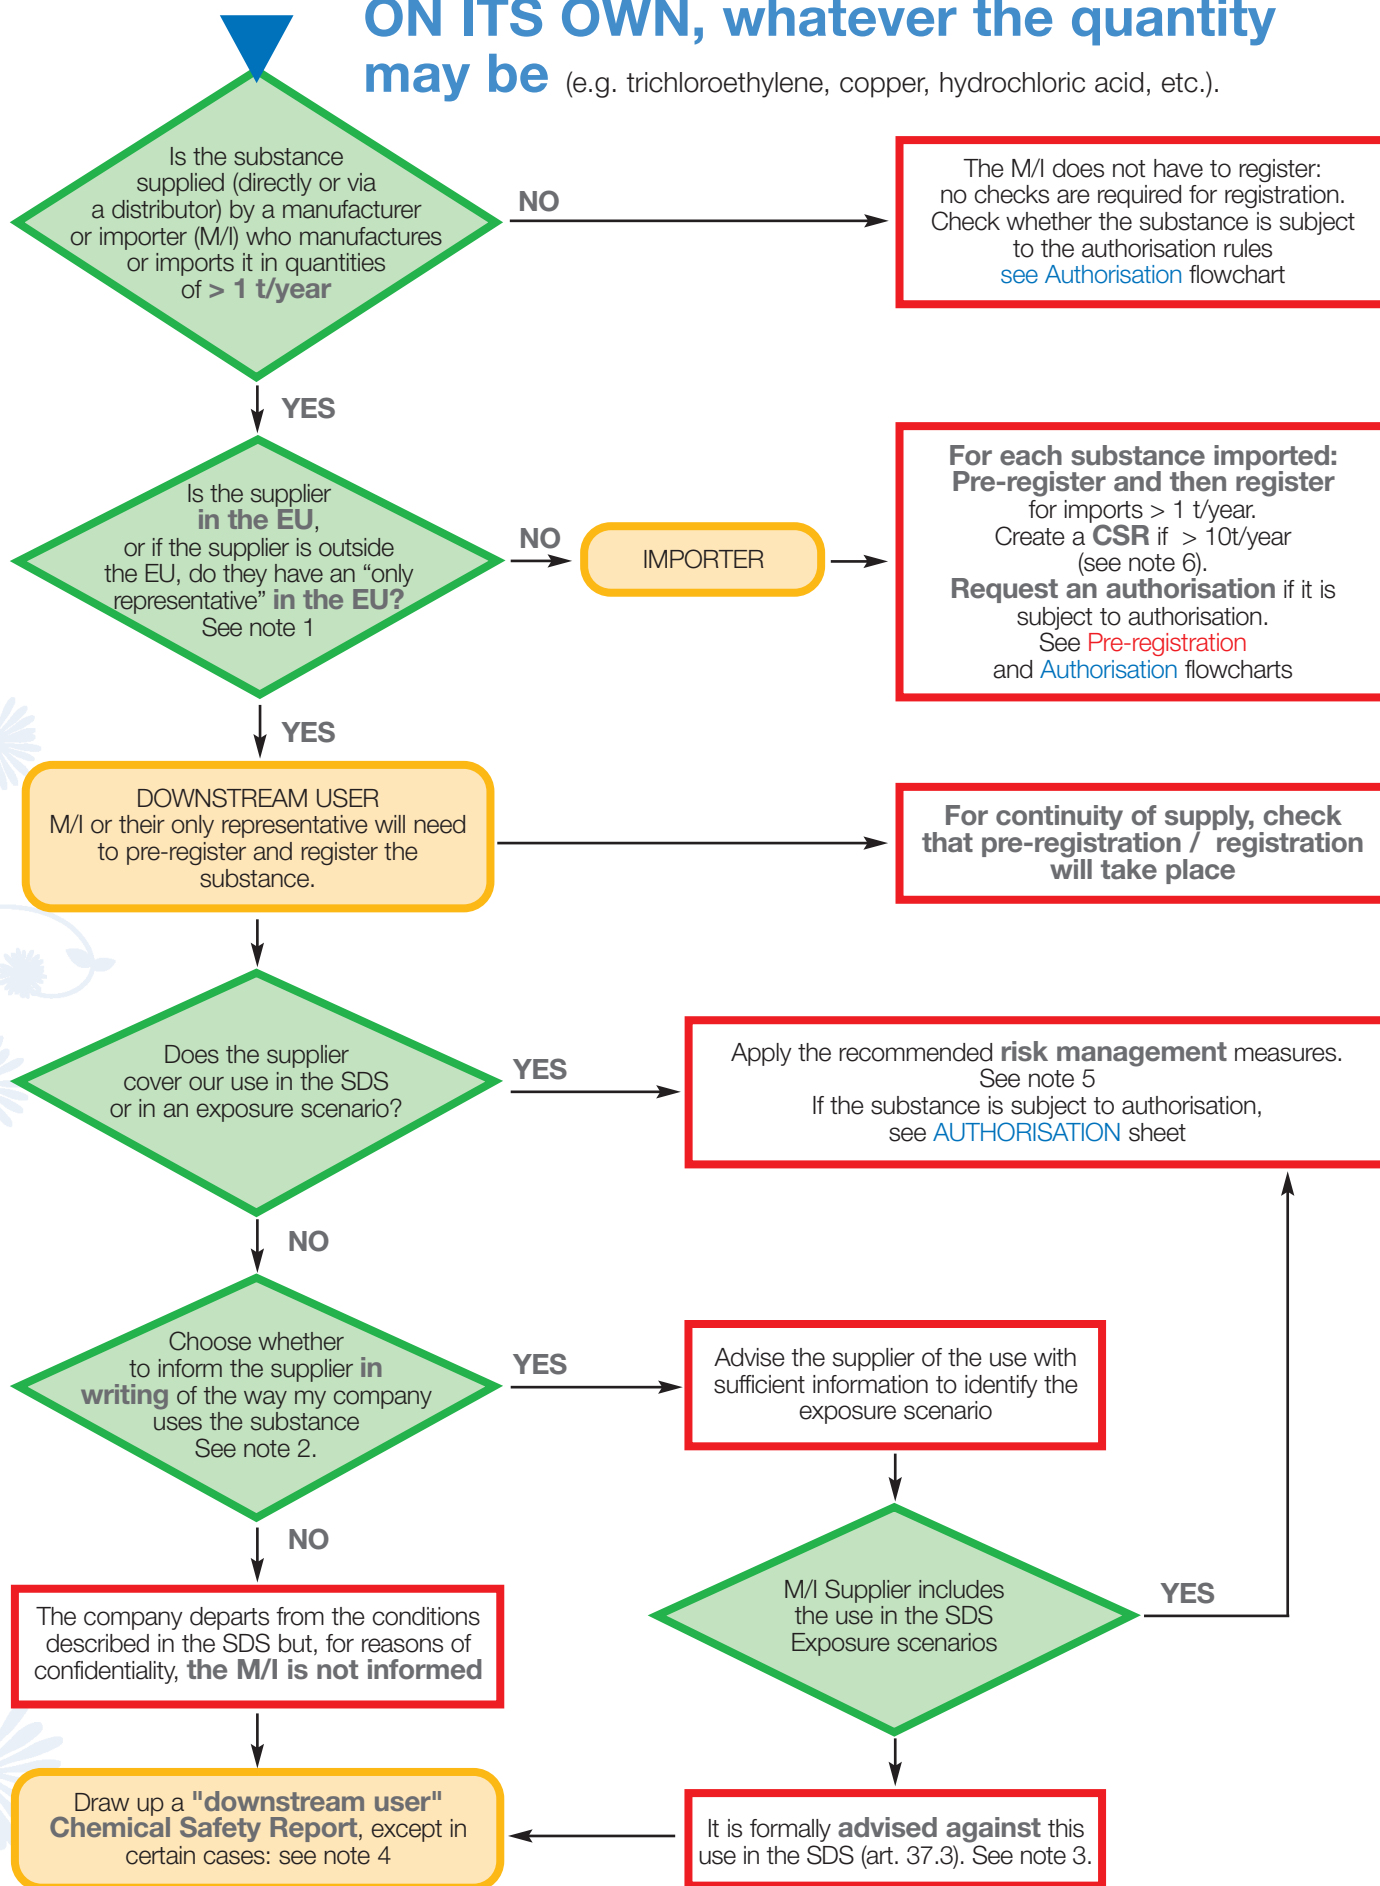 ON ITS OWN, whatever the quantity
may be (e.g. trichloroethylene, copper, hydrochloric acid, etc.).
Is the substance
supplied (directly or via
a distributor) by a manufacturer
or importer (M/I) who manufactures
or imports it in quantities
of > 1 t/year
NO
The M/I does not have to register:
no checks are required for registration.
Check whether the substance is subject
to the authorisation rules
see Authorisation flowchart
YES
Is the supplier
in the EU,
or if the supplier is outside
the EU, do they have an “only
representative” in the EU?
See note 1
NO
IMPORTER
For each substance imported:
Pre-register and then register
for imports > 1 t/year.
Create a CSR if > 10t/year
(see note 6).
Request an authorisation if it is
subject to authorisation.
See Pre-registration
and Authorisation flowcharts
YES
DOWNSTREAM USER
M/I or their only representative will need
to pre-register and register the
substance.
For continuity of supply, check
that pre-registration / registration
will take place
Does the supplier
cover our use in the SDS
or in an exposure scenario?
YES
Apply the recommended risk management measures.
See note 5
If the substance is subject to authorisation,
see AUTHORISATION sheet
NO
Choose whether
to inform the supplier in
writing of the way my company
uses the substance
See note 2.
YES
Advise the supplier of the use with
sufficient information to identify the
exposure scenario
NO
M/I Supplier includes
the use in the SDS
Exposure scenarios
YES
The company departs from the conditions
described in the SDS but, for reasons of
confidentiality, the M/I is not informed
Draw up a "downstream user"
Chemical Safety Report, except in
certain cases: see note 4
It is formally advised against this
use in the SDS (art. 37.3). See note 3.